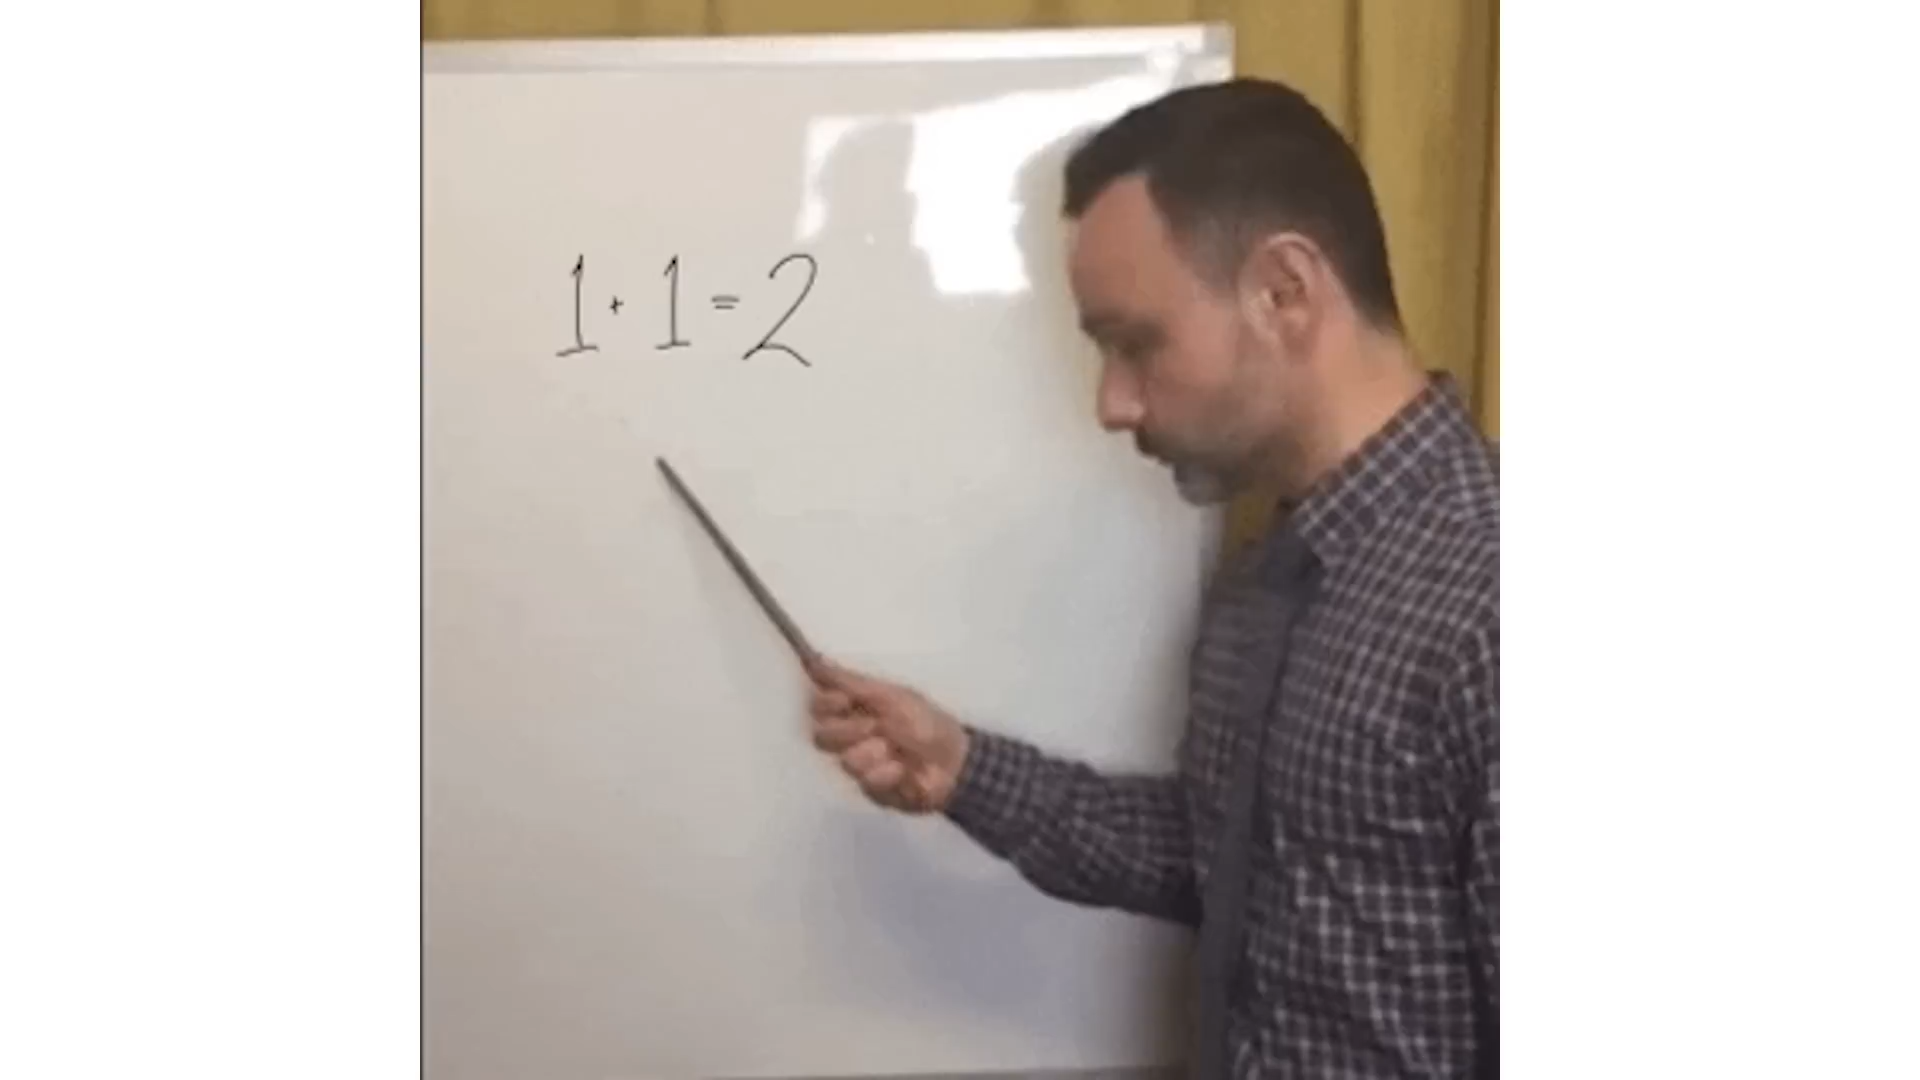 1 + 1 = 2